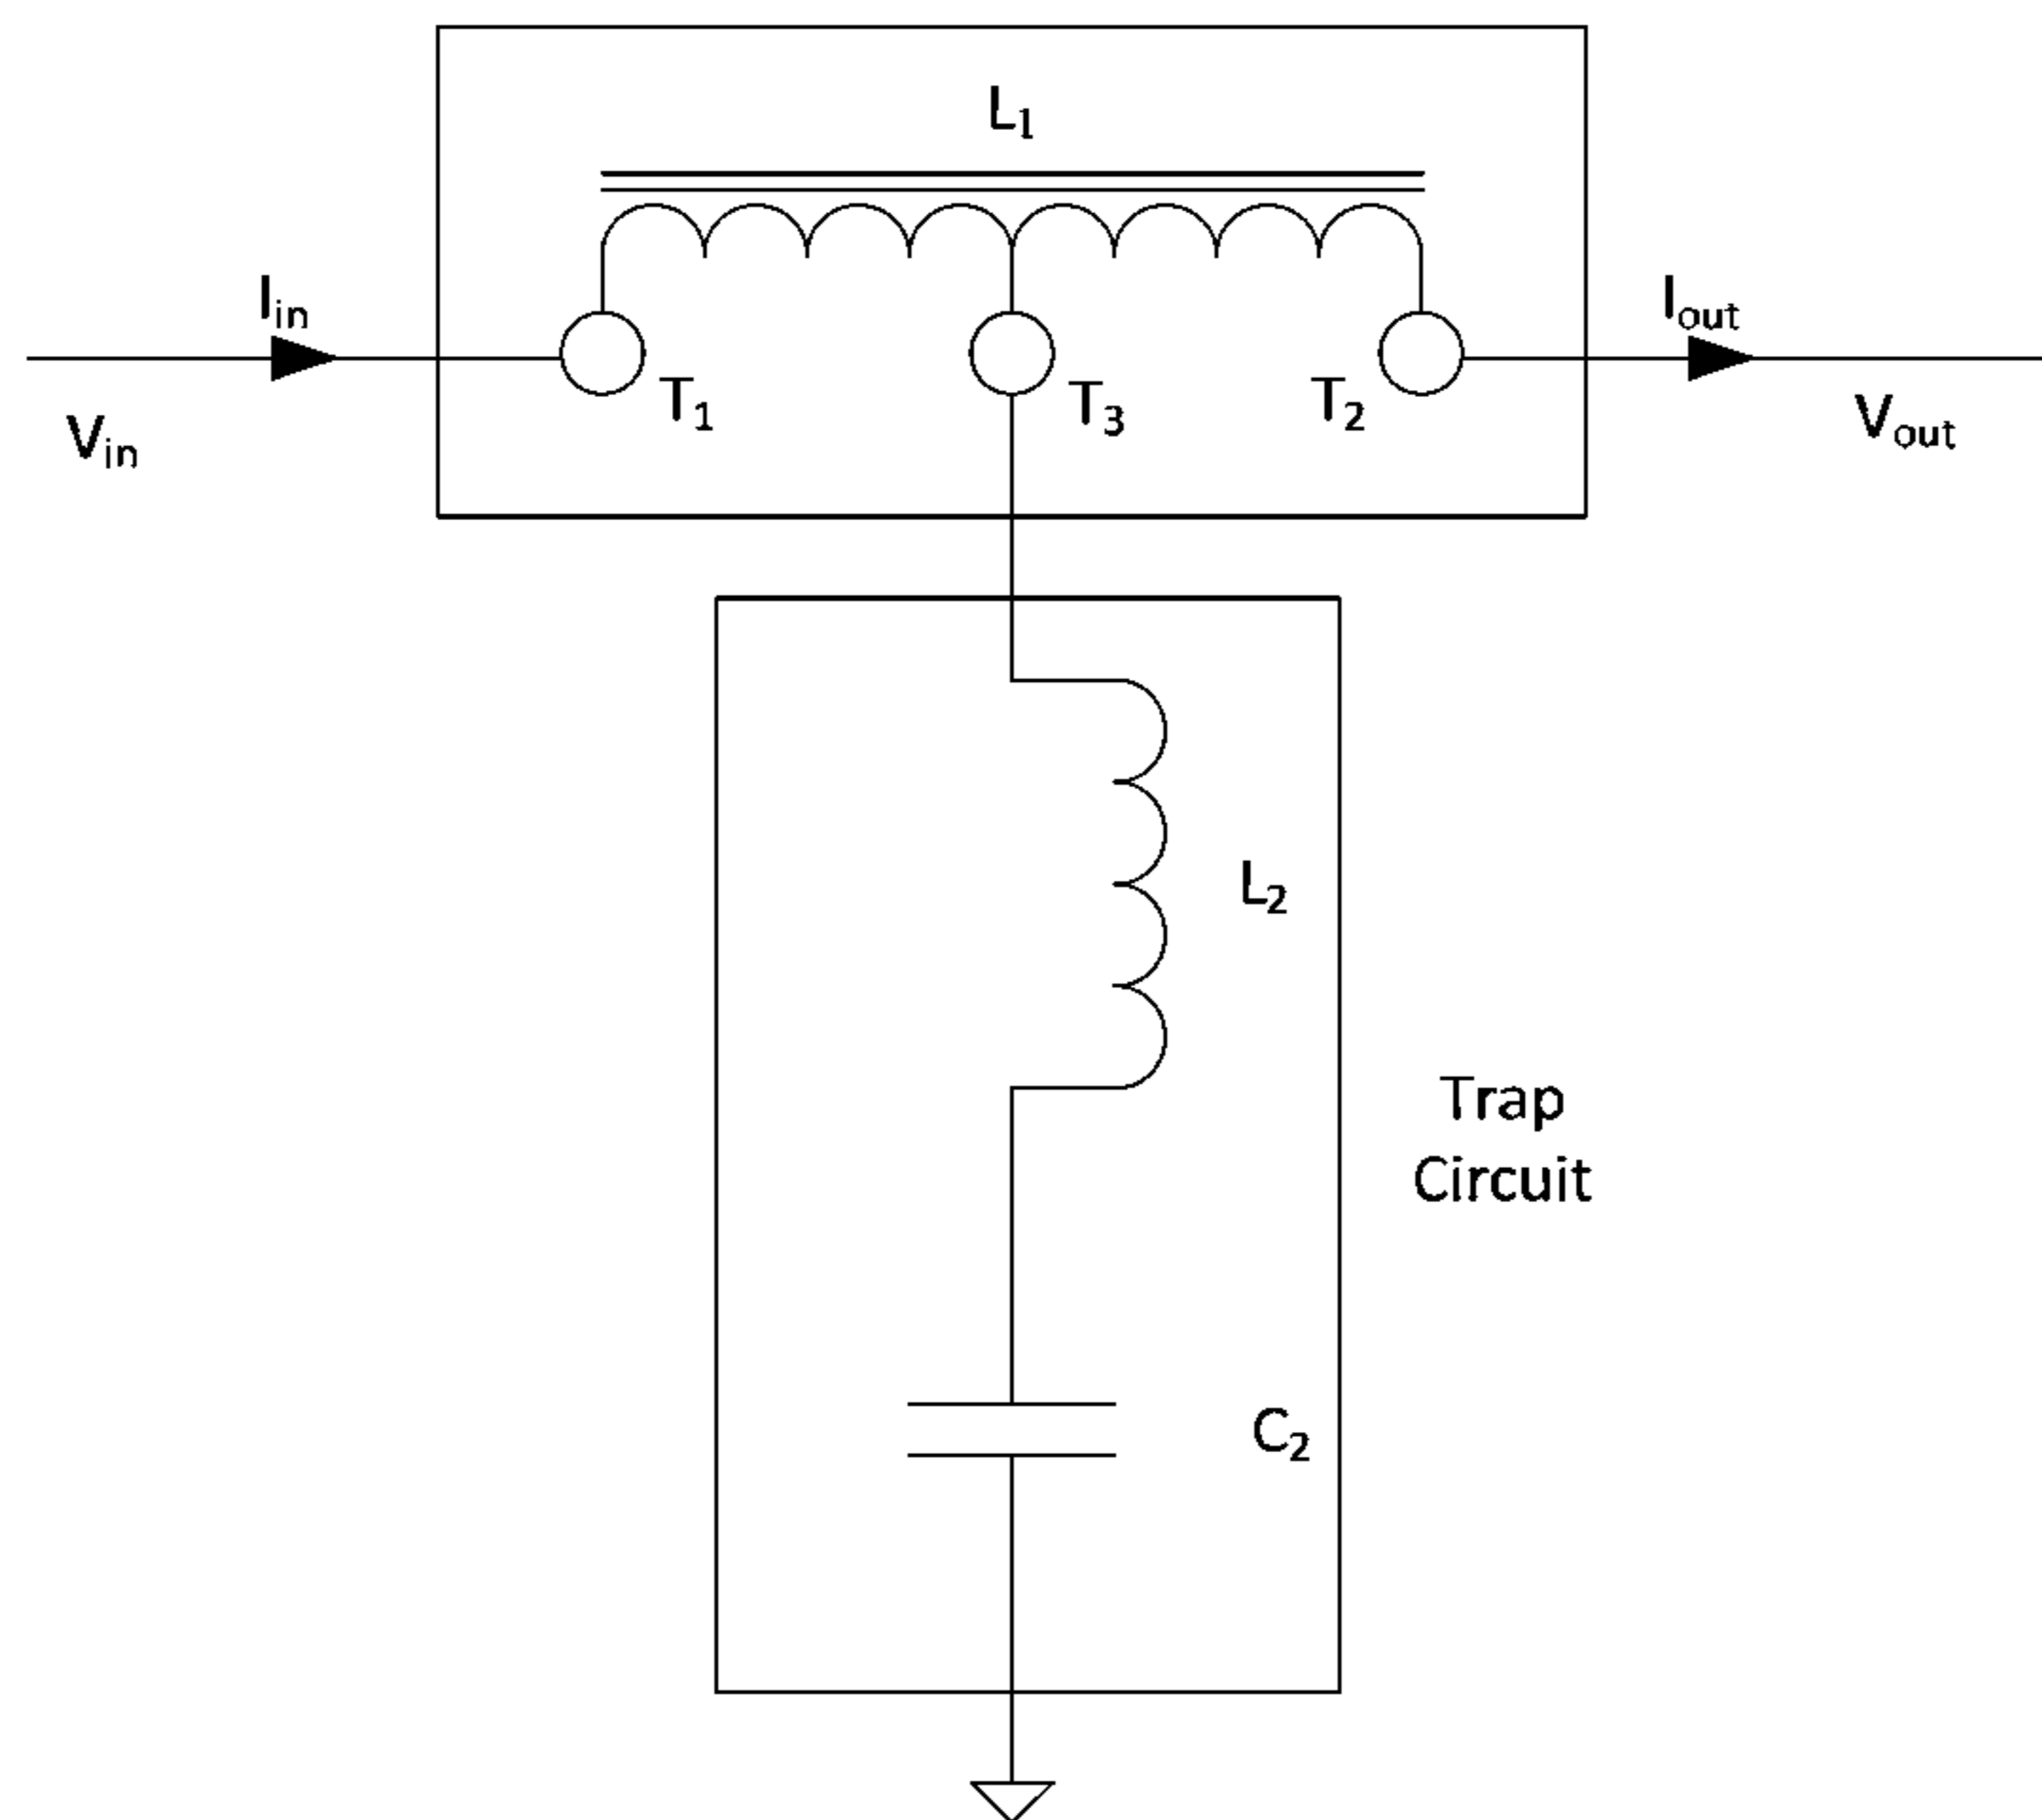 L1
Iin
Iout
T1
T3
T2
Vin
Vout
L2
Trap
Circuit
C2